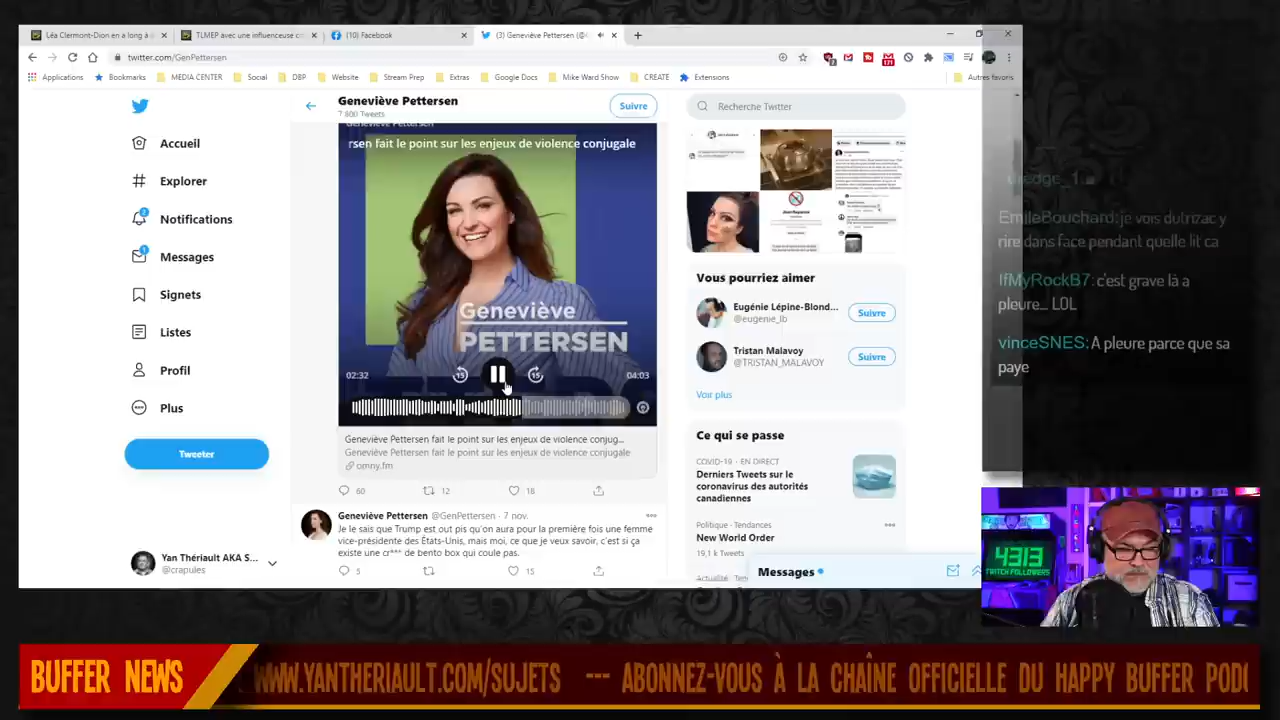 Léa Clermont-Dion en a long à
TLMEP avec une influenceuse co
(10) Facebook
(3) Geneviève Pettersen (@G
twitter.com/GenPettersen
Applications
Bookmarks
MEDIA CENTER
Social
DBP
Website
Stream Prep
Extras
Google Docs
Mike Ward Show
CREATE
Extensions
Autres favoris
Accueil
Explorer
Notifications
Messages
Signets
Listes
Profil
Plus
Tweeter
Yan Thériault AKA S...
@crapules
Geneviève Pettersen
7 800 Tweets
Suivre
Geneviève Pettersen
rsen fait le point sur les enjeux de violence conjugale
Geneviève
PETTERSEN
02:32
15
15
04:03
Geneviève Pettersen fait le point sur les enjeux de violence conjug...
Geneviève Pettersen fait le point sur les enjeux de violence conjugale
omny.fm
60
12
18
Geneviève Pettersen @GenPettersen · 7 nov.
Je le sais que Trump est out pis qu'on aura pour la première fois une femme
vice-présidente des États-Unis, mais moi, ce que je veux savoir, c'est si ça
existe une cr*** de bento box qui coule pas.
5
15
Recherche Twitter
Vous pourriez aimer
Eugénie Lépine-Blond...
@eugenie_lb
Suivre
Tristan Malavoy
@TRISTAN_MALAVOY
Suivre
Voir plus
Ce qui se passe
COVID-19 · EN DIRECT
Derniers Tweets sur le
coronavirus des autorités
canadiennes
Politique · Tendances
New World Order
19,1 k Tweets
Actualité
Messages
rire dans face pendant quelle lit ca
IfMyRockB7: c'est grave là a
pleure... LOL
vinceSNES: A pleure parce que sa
paye
4313
TWITCH FOLLOWERS
BUFFER NEWS
WWW.YANTHERIAULT.COM/SUJETS --- ABONNEZ-VOUS À LA CHAÎNE OFFICIELLE DU HAPPY BUFFER PODC